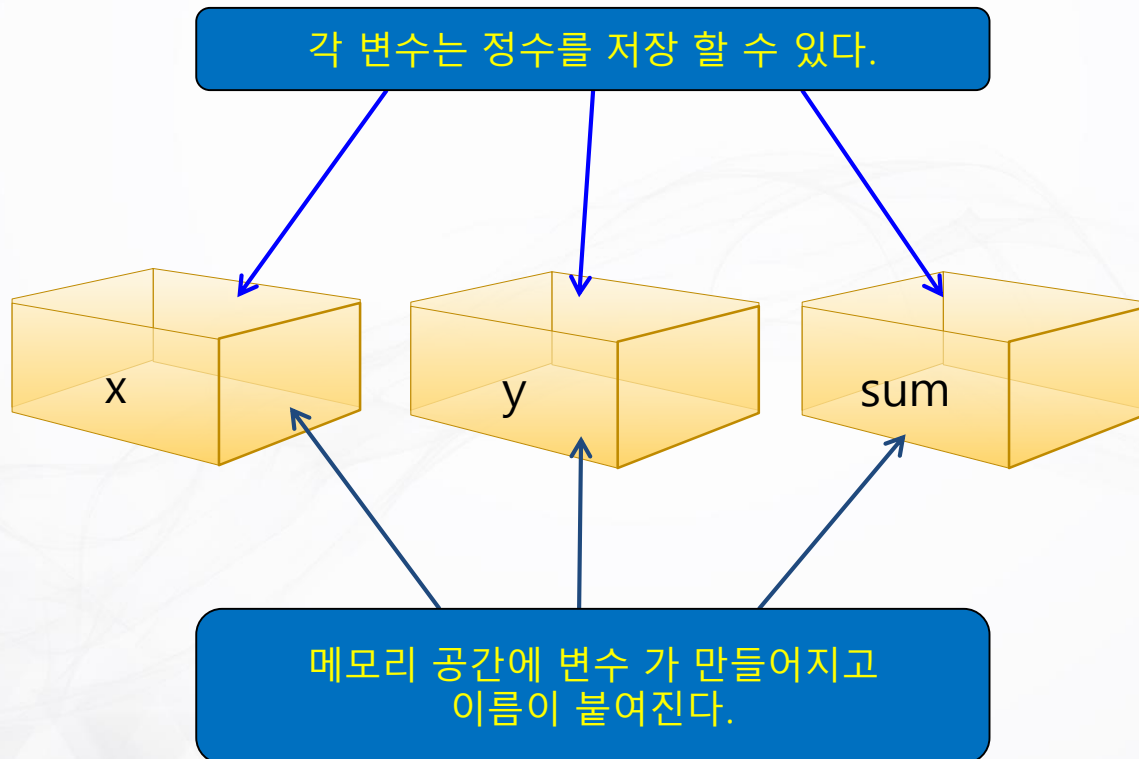 각 변수는 정수를 저장 할 수 있다.
x
y
sum
메모리 공간에 변수 가 만들어지고
이름이 붙여진다.